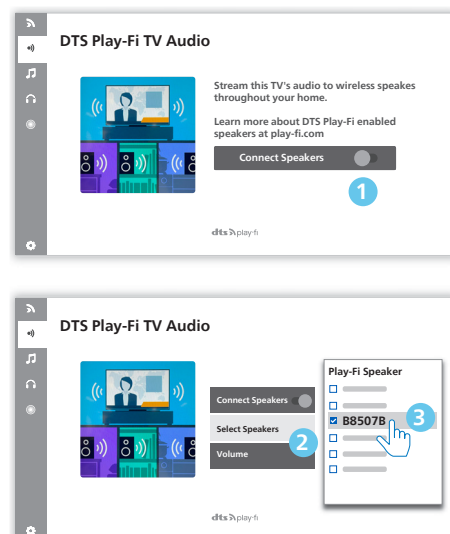 DTS Play-Fi TV Audio
Stream this TV's audio to wireless speakes
throughout your home.
Learn more about DTS Play-Fi enabled
speakers at play-fi.com
Connect Speakers
1
dts play-fi
DTS Play-Fi TV Audio
Connect Speakers
Select Speakers
2
Volume
Play-Fi Speaker
B8507B
3
dts play-fi